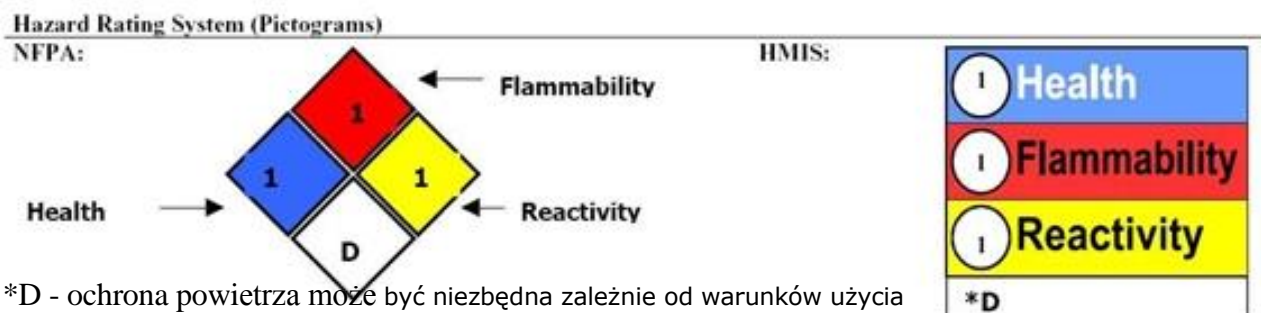 Hazard Rating System (Pictograms)
NFPA:
HMIS:
1
Flammability
1
1
Health
Reactivity
D
1 Health
1 Flammability
1 Reactivity
*D
*D - ochrona powietrza może być niezbędna zależnie od warunków użycia